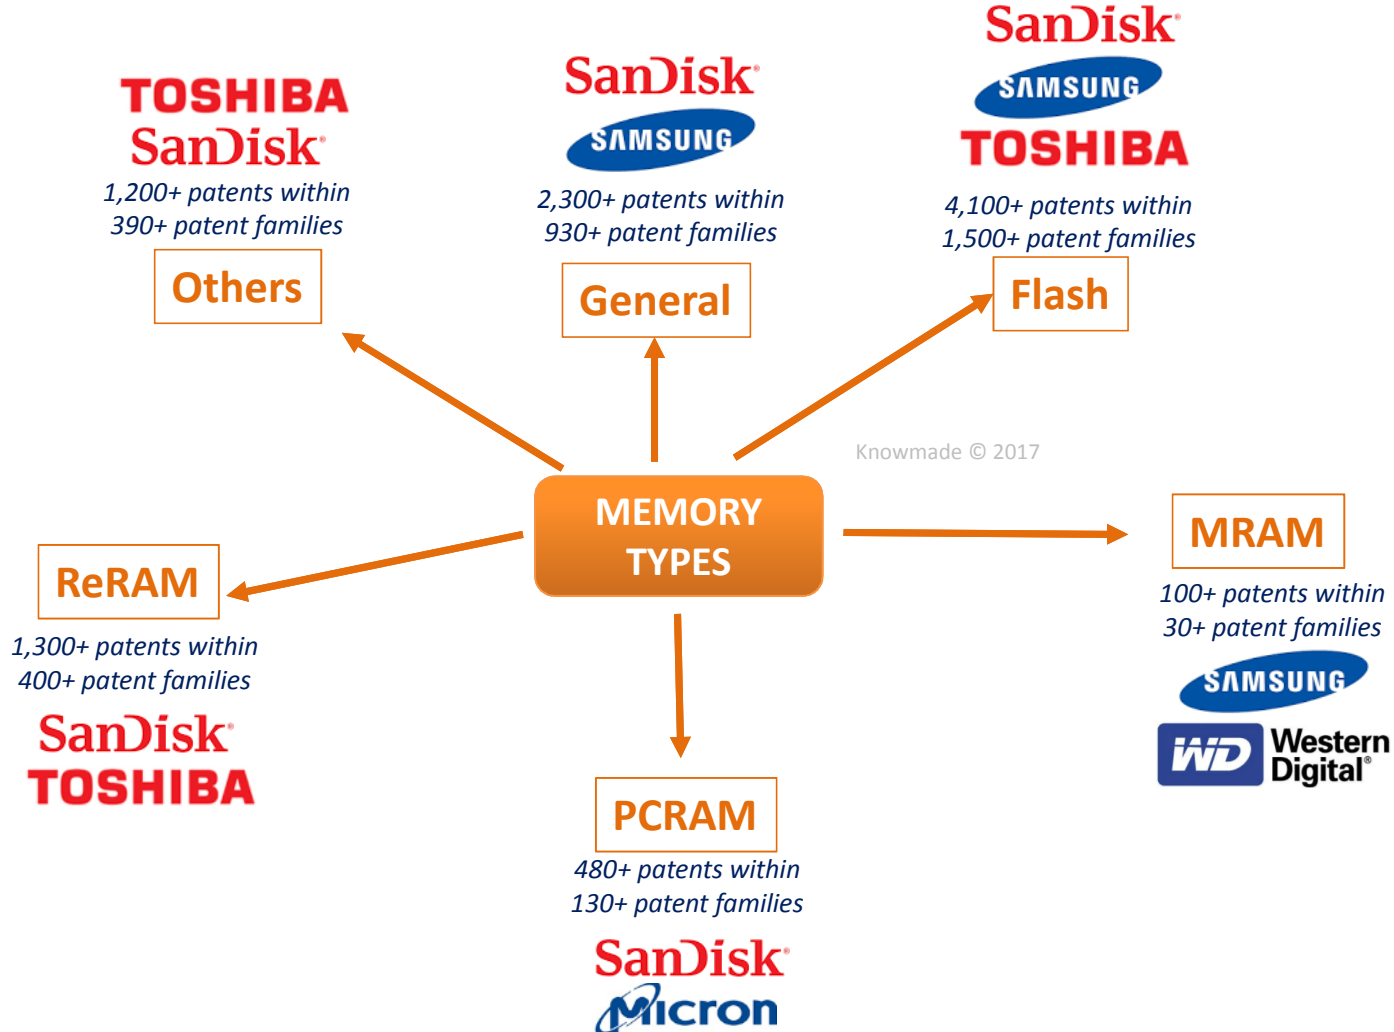 SanDisk®
SAMSUNG
TOSHIBA
4,100+ patents within
1,500+ patent families
Flash
SanDisk®
SAMSUNG
2,300+ patents within
930+ patent families
General
TOSHIBA
SanDisk®
1,200+ patents within
390+ patent families
Others
Knowmade © 2017
MEMORY
TYPES
MRAM
100+ patents within
30+ patent families
SAMSUNG
WD Western
Digital®
ReRAM
1,300+ patents within
400+ patent families
SanDisk®
TOSHIBA
PCRAM
480+ patents within
130+ patent families
SanDisk®
Micron